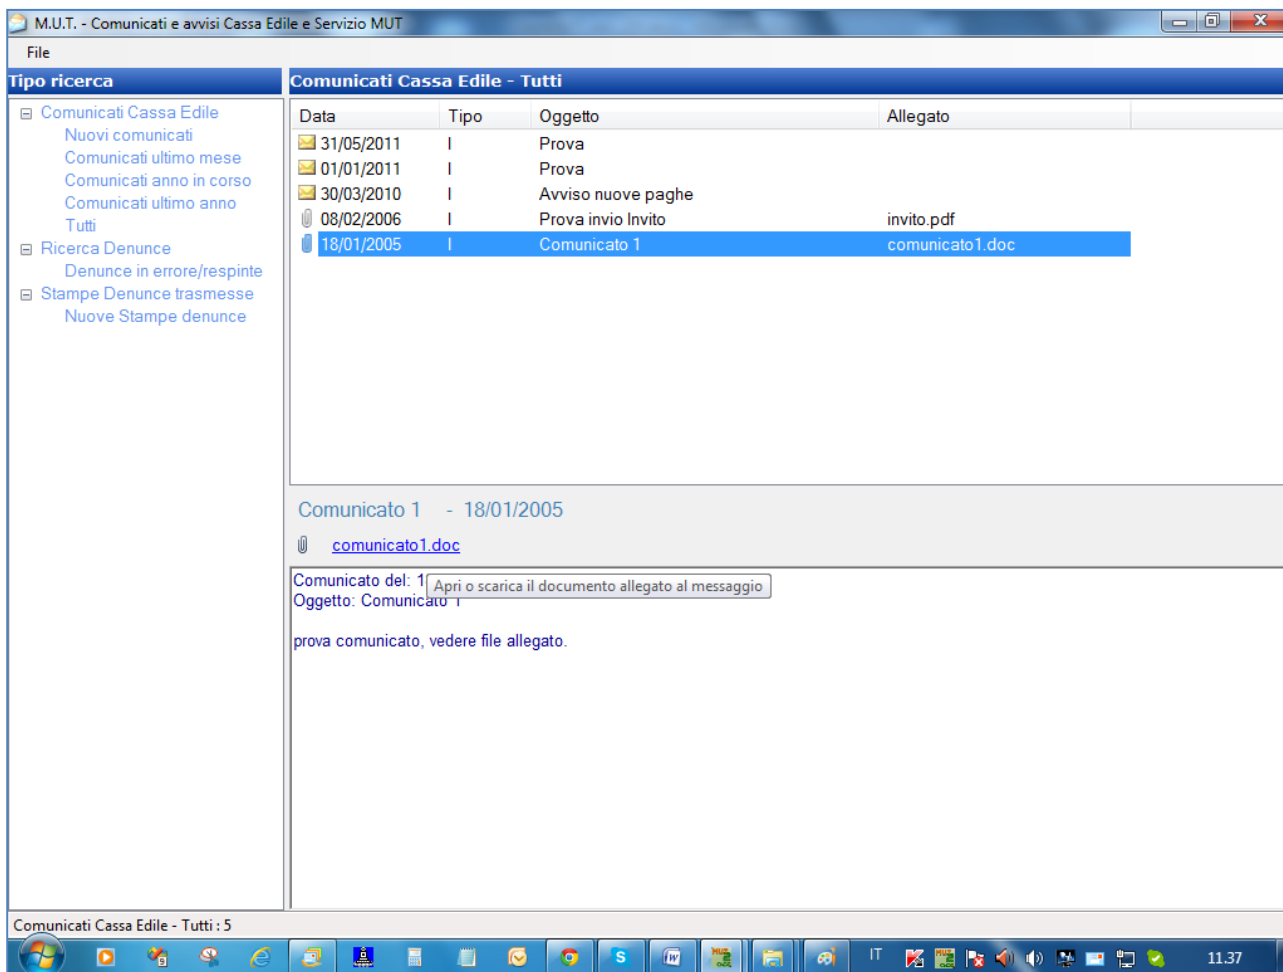 M.U.T. - Comunicati e avvisi Cassa Edile e Servizio MUT
File
Tipo ricerca
Comunicati Cassa Edile
Nuovi comunicati
Comunicati ultimo mese
Comunicati anno in corso
Comunicati ultimo anno
Tutti
Ricerca Denunce
Denunce in errore/respinte
Stampe Denunce trasmesse
Nuove Stampe denunce
Comunicati Cassa Edile - Tutti
Data Tipo Oggetto Allegato
31/05/2011 I Prova
01/01/2011 I Prova
30/03/2010 I Avviso nuove paghe
08/02/2006 I Prova invio Invito invito.pdf
18/01/2005 I Comunicato 1 comunicato1.doc
Comunicato 1 - 18/01/2005
comunicato1.doc
Comunicato del: 1
Apri o scarica il documento allegato al messaggio
Oggetto: Comunicato 1
prova comunicato, vedere file allegato.
Comunicati Cassa Edile - Tutti : 5
IT
11.37